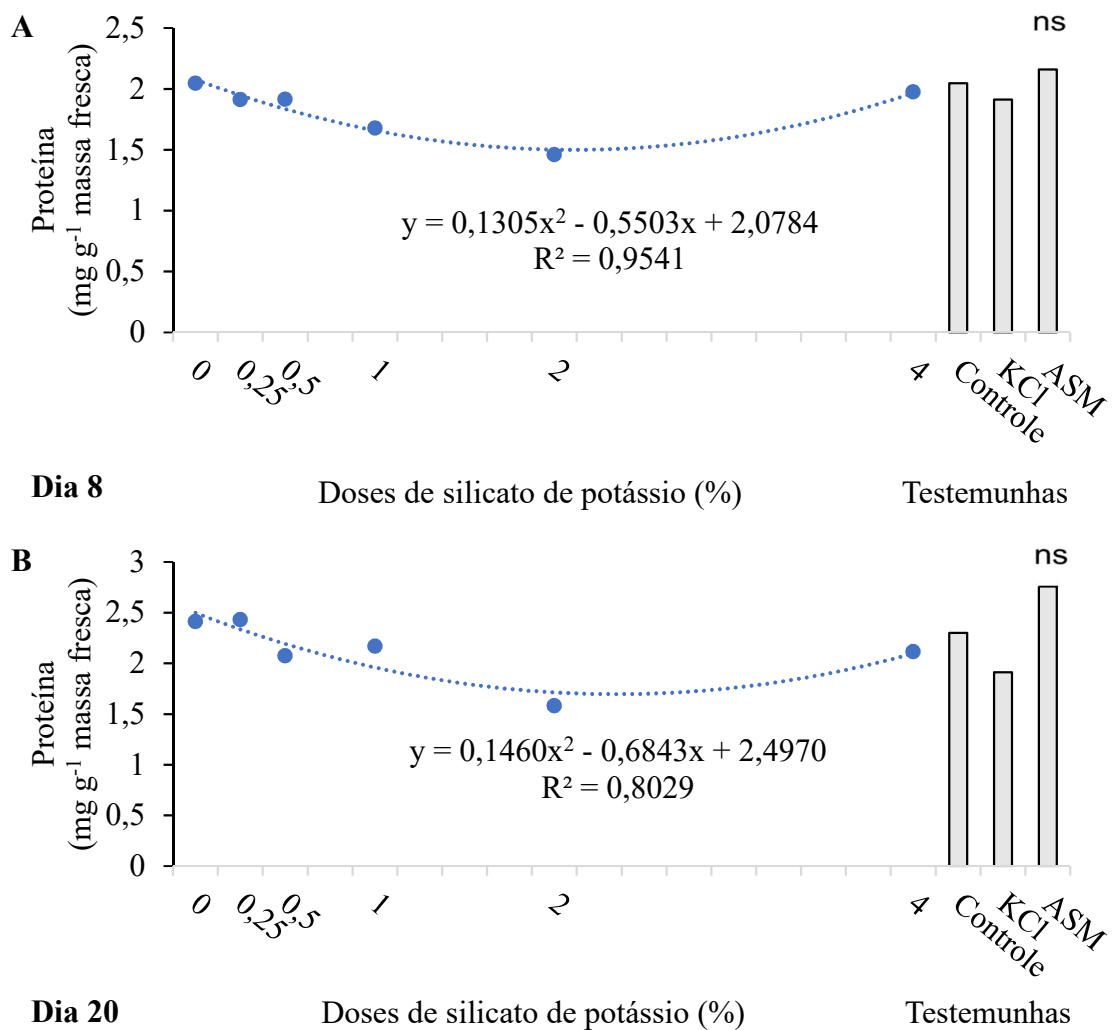 A
ns
2,5
2
1,5
1
0,5
0
Proteína
(mg g⁻¹ massa fresca)
y = 0,1305x² - 0,5503x + 2,0784
R² = 0,9541
0
0,25
0,5
1
2
4
Controle
KCl
ASM
Dia 8
Doses de silicato de potássio (%)
Testemunhas
B
ns
3
2,5
2
1,5
1
0,5
0
Proteína
(mg g⁻¹ massa fresca)
y = 0,1460x² - 0,6843x + 2,4970
R² = 0,8029
0
0,25
0,5
1
2
4
Controle
KCl
ASM
Dia 20
Doses de silicato de potássio (%)
Testemunhas